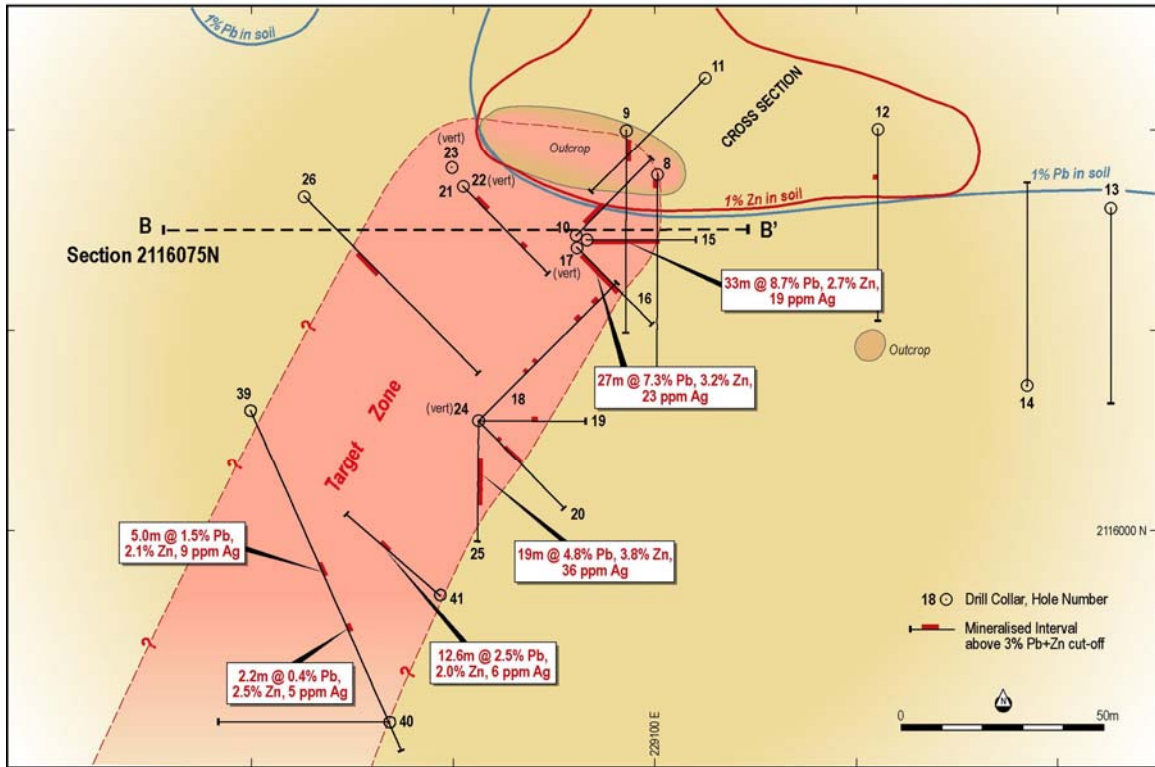 1% Pb in soil
11
CROSS SECTION
9
12
Outcrop
8
(vert)
23
22 (vert)
21
26
1% Zn in soil
1% Pb in soil
13
B
B'
Section 2116075N
10
15
17
(vert)
16
33m @ 8.7% Pb, 2.7% Zn,
19 ppm Ag
?
Outcrop
27m @ 7.3% Pb, 3.2% Zn,
23 ppm Ag
14
39
18
(vert) 24
19
Target Zone
?
20
25
5.0m @ 1.5% Pb,
2.1% Zn, 9 ppm Ag
19m @ 4.8% Pb, 3.8% Zn,
36 ppm Ag
2116000 N
41
18 Drill Collar, Hole Number
Mineralised Interval
above 3% Pb+Zn cut-off
?
12.6m @ 2.5% Pb,
2.0% Zn, 6 ppm Ag
2.2m @ 0.4% Pb,
2.5% Zn, 5 ppm Ag
?
40
229100 E
N
0
50m